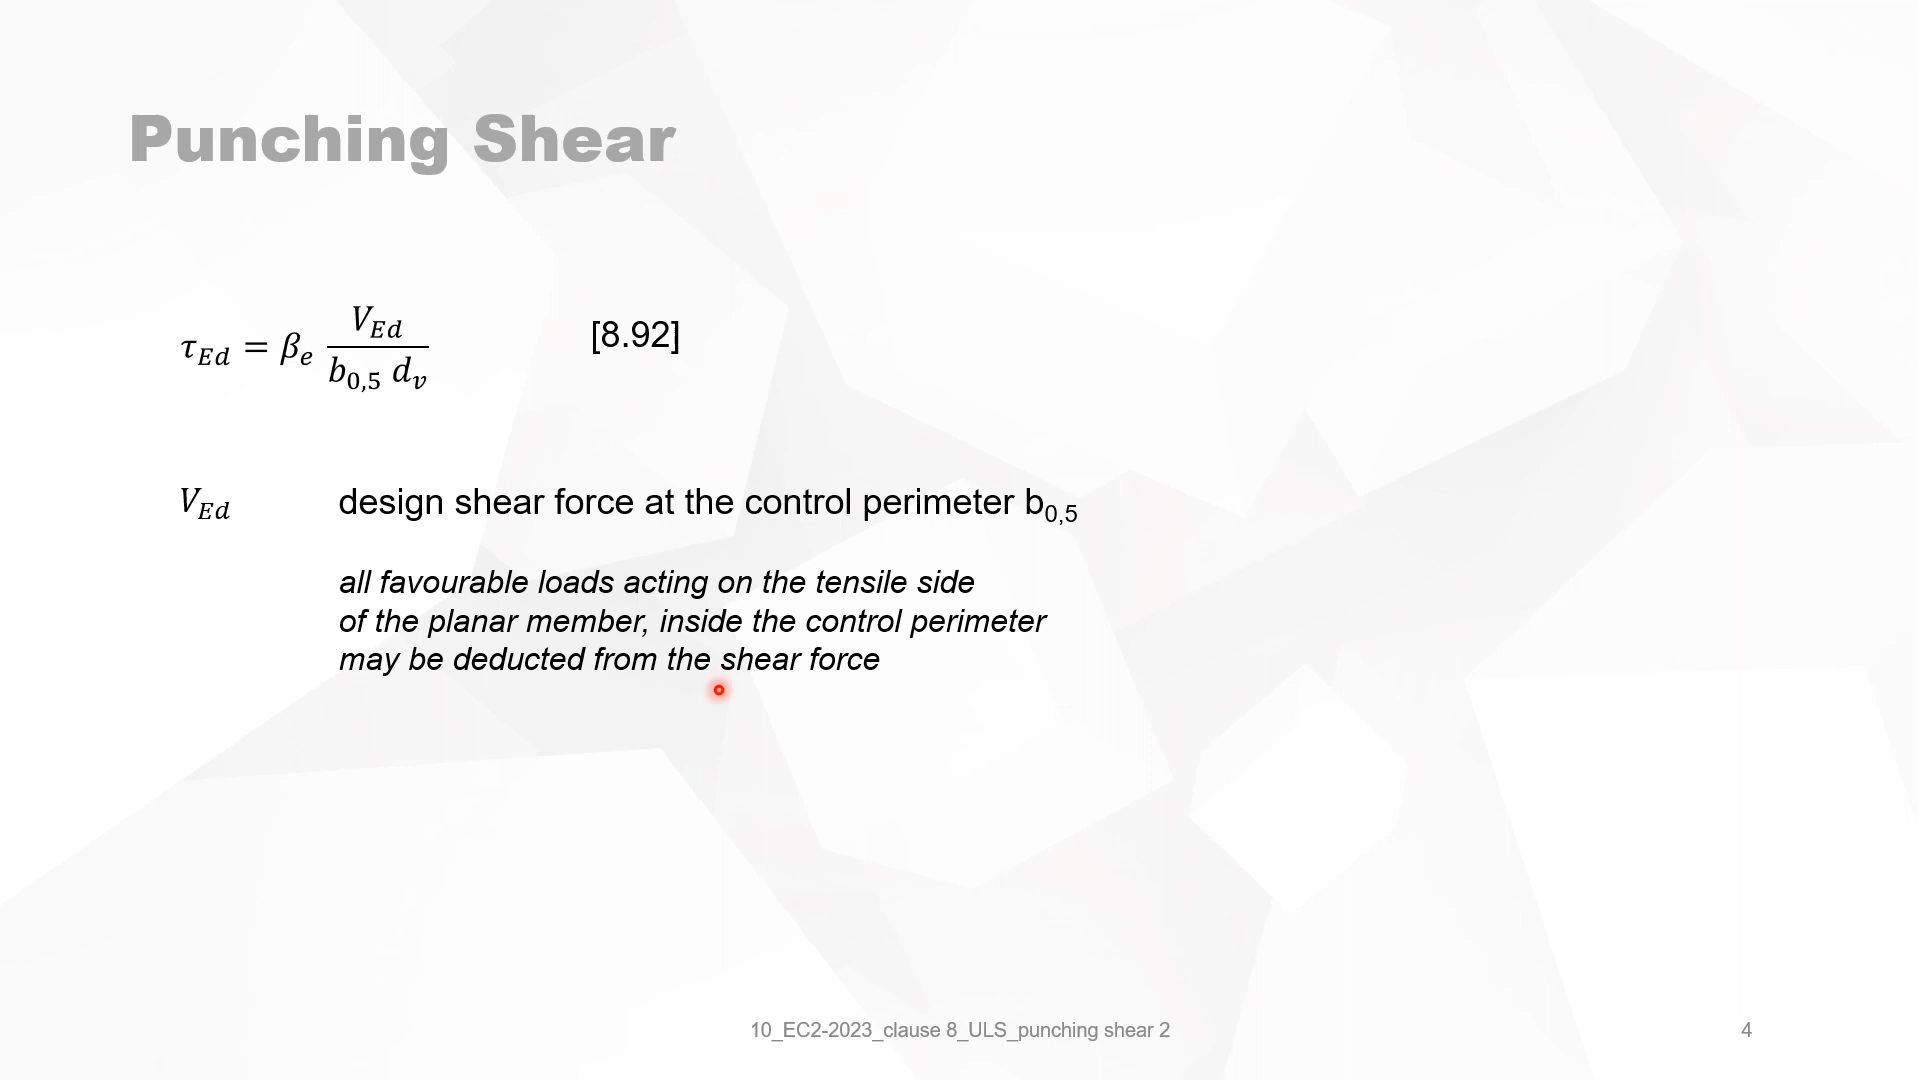 Punching Shear
τ_Ed = β_e V_Ed / (b_0,5 d_v) [8.92]
V_Ed design shear force at the control perimeter b_0,5
all favourable loads acting on the tensile side
of the planar member, inside the control perimeter
may be deducted from the shear force
10_EC2-2023_clause 8_ULS_punching shear 2 4